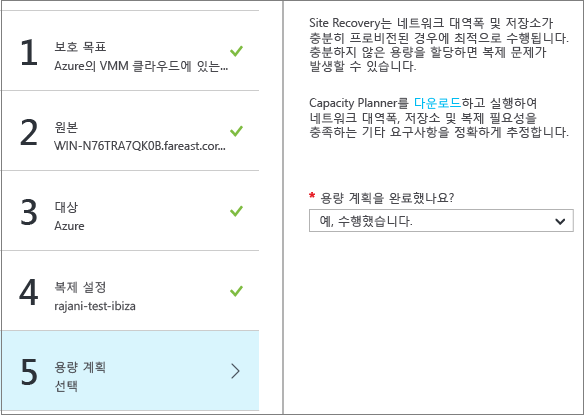 1
보호 목표
Azure의 VMM 클라우드에 있는...
2
원본
WIN-N76TRA7QK0B.fareast.cor...
3
대상
Azure
4
복제 설정
rajani-test-ibiza
5
용량 계획
선택
Site Recovery는 네트워크 대역폭 및 저장소가
충분히 프로비전된 경우에 최적으로 수행됩니다.
충분하지 않은 용량을 할당하면 복제 문제가
발생할 수 있습니다.
Capacity Planner를 다운로드하고 실행하여
네트워크 대역폭, 저장소 및 복제 필요성을
충족하는 기타 요구사항을 정확하게 추정합니다.
* 용량 계획을 완료했나요?
예, 수행했습니다.